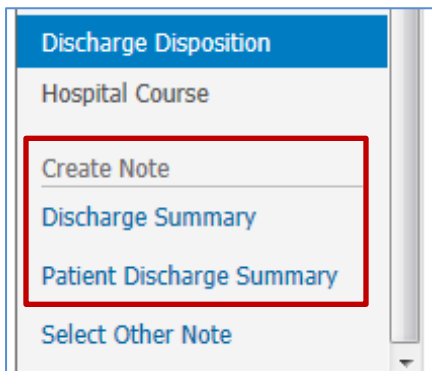 Discharge Disposition
Hospital Course
Create Note
Discharge Summary
Patient Discharge Summary
Select Other Note